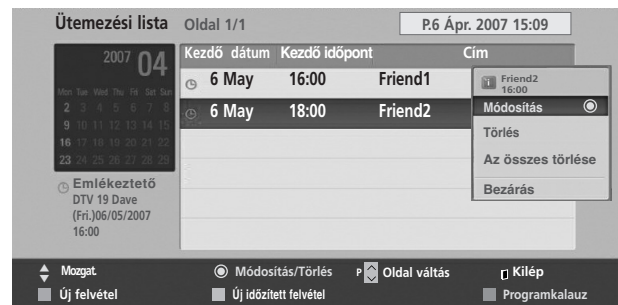 Ütemezési lista Oldal 1/1 P.6 Ápr. 2007 15:09
2007 04
Mon Tue Wed Thu Fri Sat Sun
2 3 4 5 6 7 8
9 10 11 12 13 14 15
16 17 18 19 20 21 22
23 24 25 26 27 28 29
Emlékeztető
DTV 19 Dave
(Fri.)06/05/2007
16:00
Kezdő dátum Kezdő időpont Cím
6 May 16:00 Friend1
6 May 18:00 Friend2
Friend2
16:00
Módosítás
Törlés
Az összes törlése
Bezárás
Mozgat. Módosítás/Törlés P Oldal váltás Kilép
Új felvétel Új időzített felvétel Programkalauz